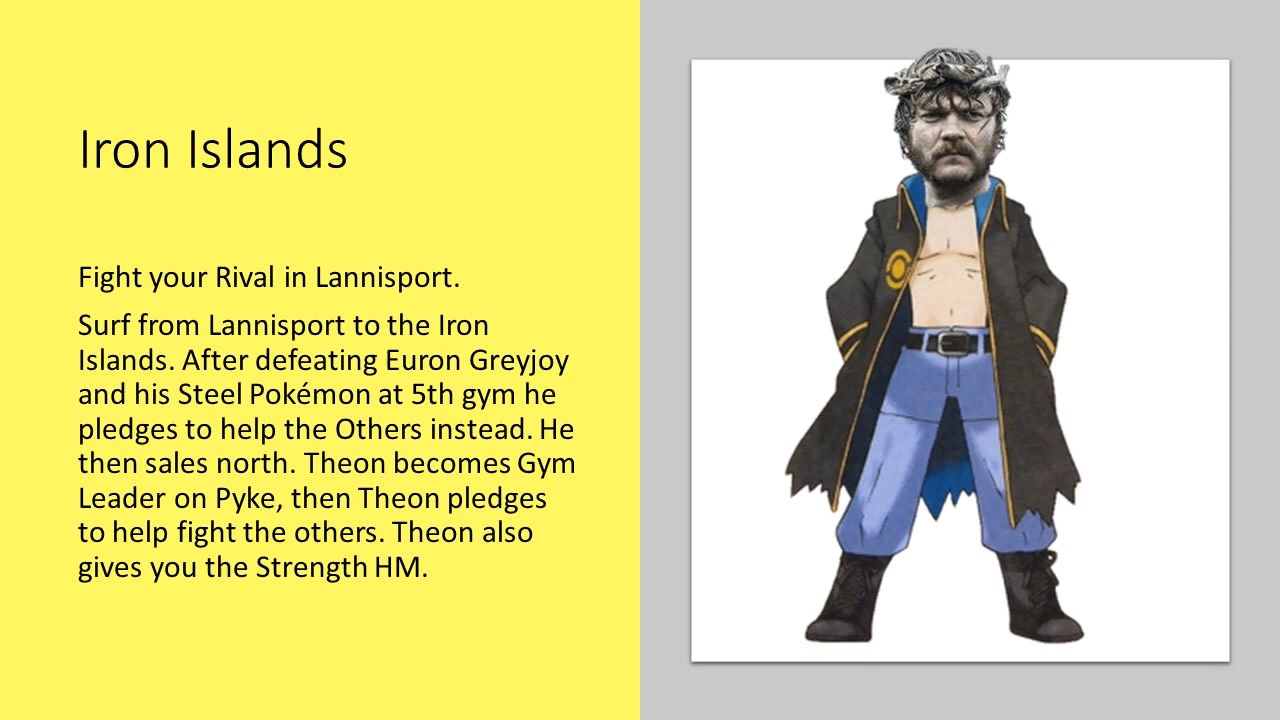 Iron Islands
Fight your Rival in Lannisport.
Surf from Lannisport to the Iron
Islands. After defeating Euron Greyjoy
and his Steel Pokémon at 5th gym he
pledges to help the Others instead. He
then sales north. Theon becomes Gym
Leader on Pyke, then Theon pledges
to help fight the others. Theon also
gives you the Strength HM.